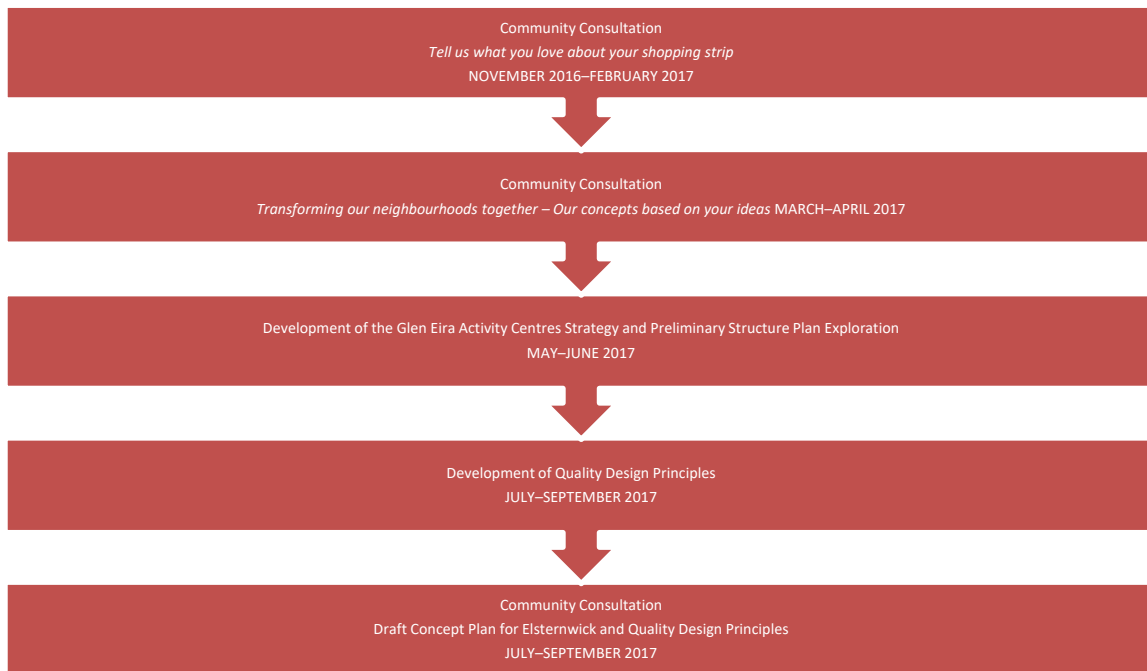 Community Consultation
Tell us what you love about your shopping strip
NOVEMBER 2016–FEBRUARY 2017
Community Consultation
Transforming our neighbourhoods together – Our concepts based on your ideas MARCH–APRIL 2017
Development of the Glen Eira Activity Centres Strategy and Preliminary Structure Plan Exploration
MAY–JUNE 2017
Development of Quality Design Principles
JULY–SEPTEMBER 2017
Community Consultation
Draft Concept Plan for Elsternwick and Quality Design Principles
JULY–SEPTEMBER 2017